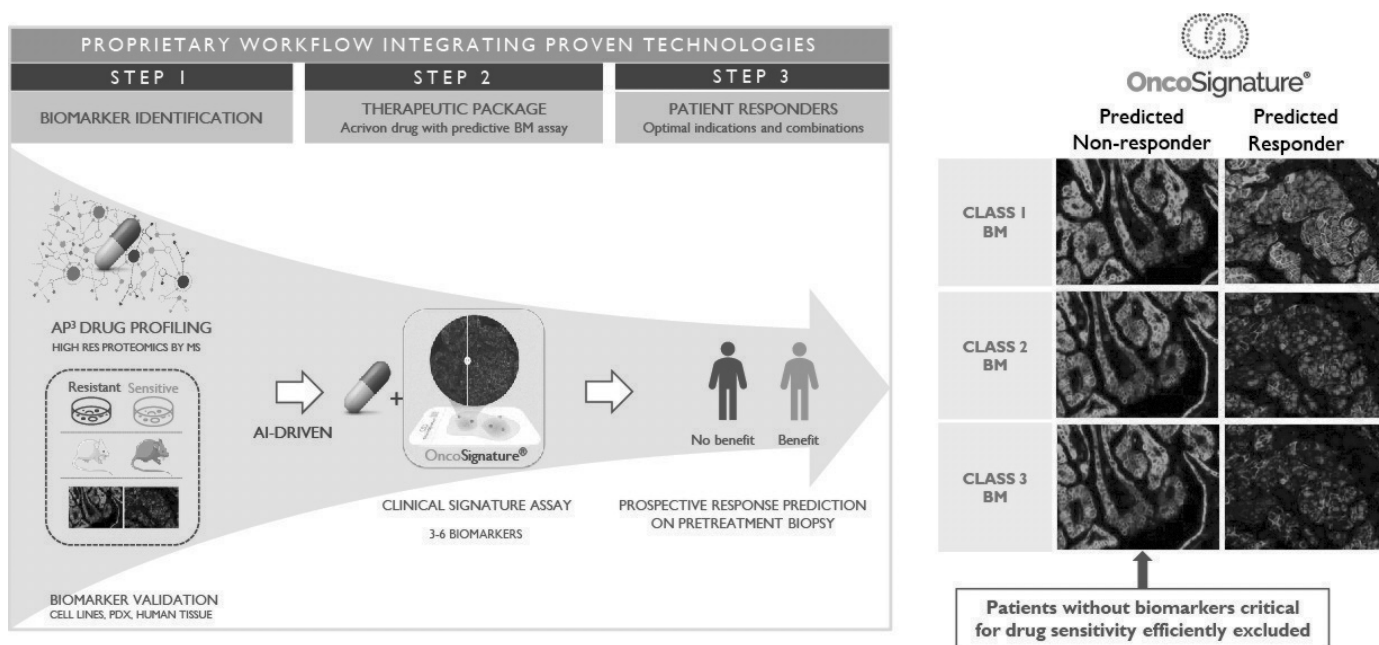 PROPRIETARY WORKFLOW INTEGRATING PROVEN TECHNOLOGIES
STEP 1
STEP 2
STEP 3
BIOMARKER IDENTIFICATION
THERAPEUTIC PACKAGE
Acrivon drug with predictive BM assay
PATIENT RESPONDERS
Optimal indications and combinations
AP³ DRUG PROFILING
HIGH RES PROTEOMICS BY MS
Resistant Sensitive
AI-DRIVEN
+
OncoSignature®
No benefit Benefit
CLINICAL SIGNATURE ASSAY
3-6 BIOMARKERS
PROSPECTIVE RESPONSE PREDICTION
ON PRETREATMENT BIOPSY
BIOMARKER VALIDATION
CELL LINES, PDX, HUMAN TISSUE
OncoSignature®
Predicted
Non-responder
Predicted
Responder
CLASS 1
BM
CLASS 2
BM
CLASS 3
BM
Patients without biomarkers critical
for drug sensitivity efficiently excluded